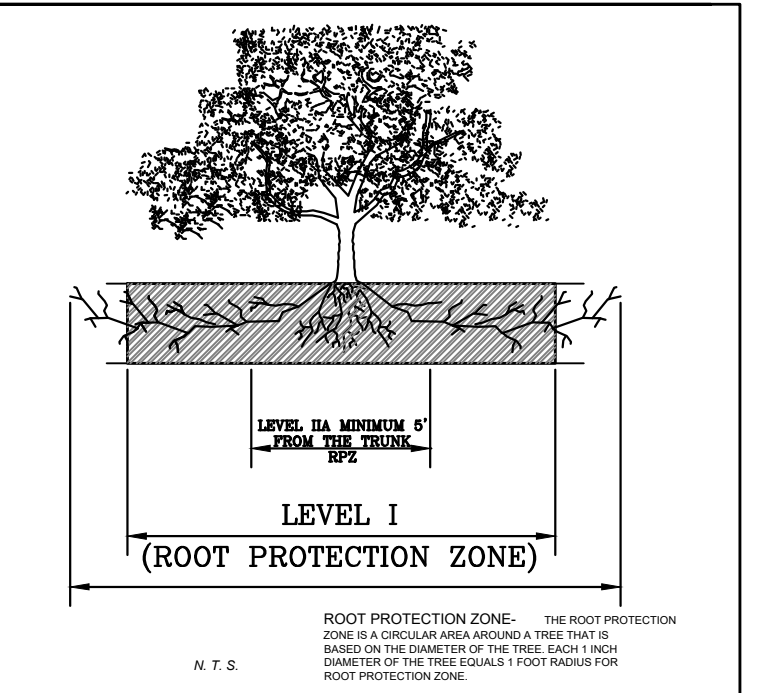 LEVEL IIA MINIMUM 5'
FROM THE TRUNK
RPZ
LEVEL I
(ROOT PROTECTION ZONE)
ROOT PROTECTION ZONE- THE ROOT PROTECTION
ZONE IS A CIRCULAR AREA AROUND A TREE THAT IS
BASED ON THE DIAMETER OF THE TREE. EACH 1 INCH
DIAMETER OF THE TREE EQUALS 1 FOOT RADIUS FOR
ROOT PROTECTION ZONE.
N. T. S.